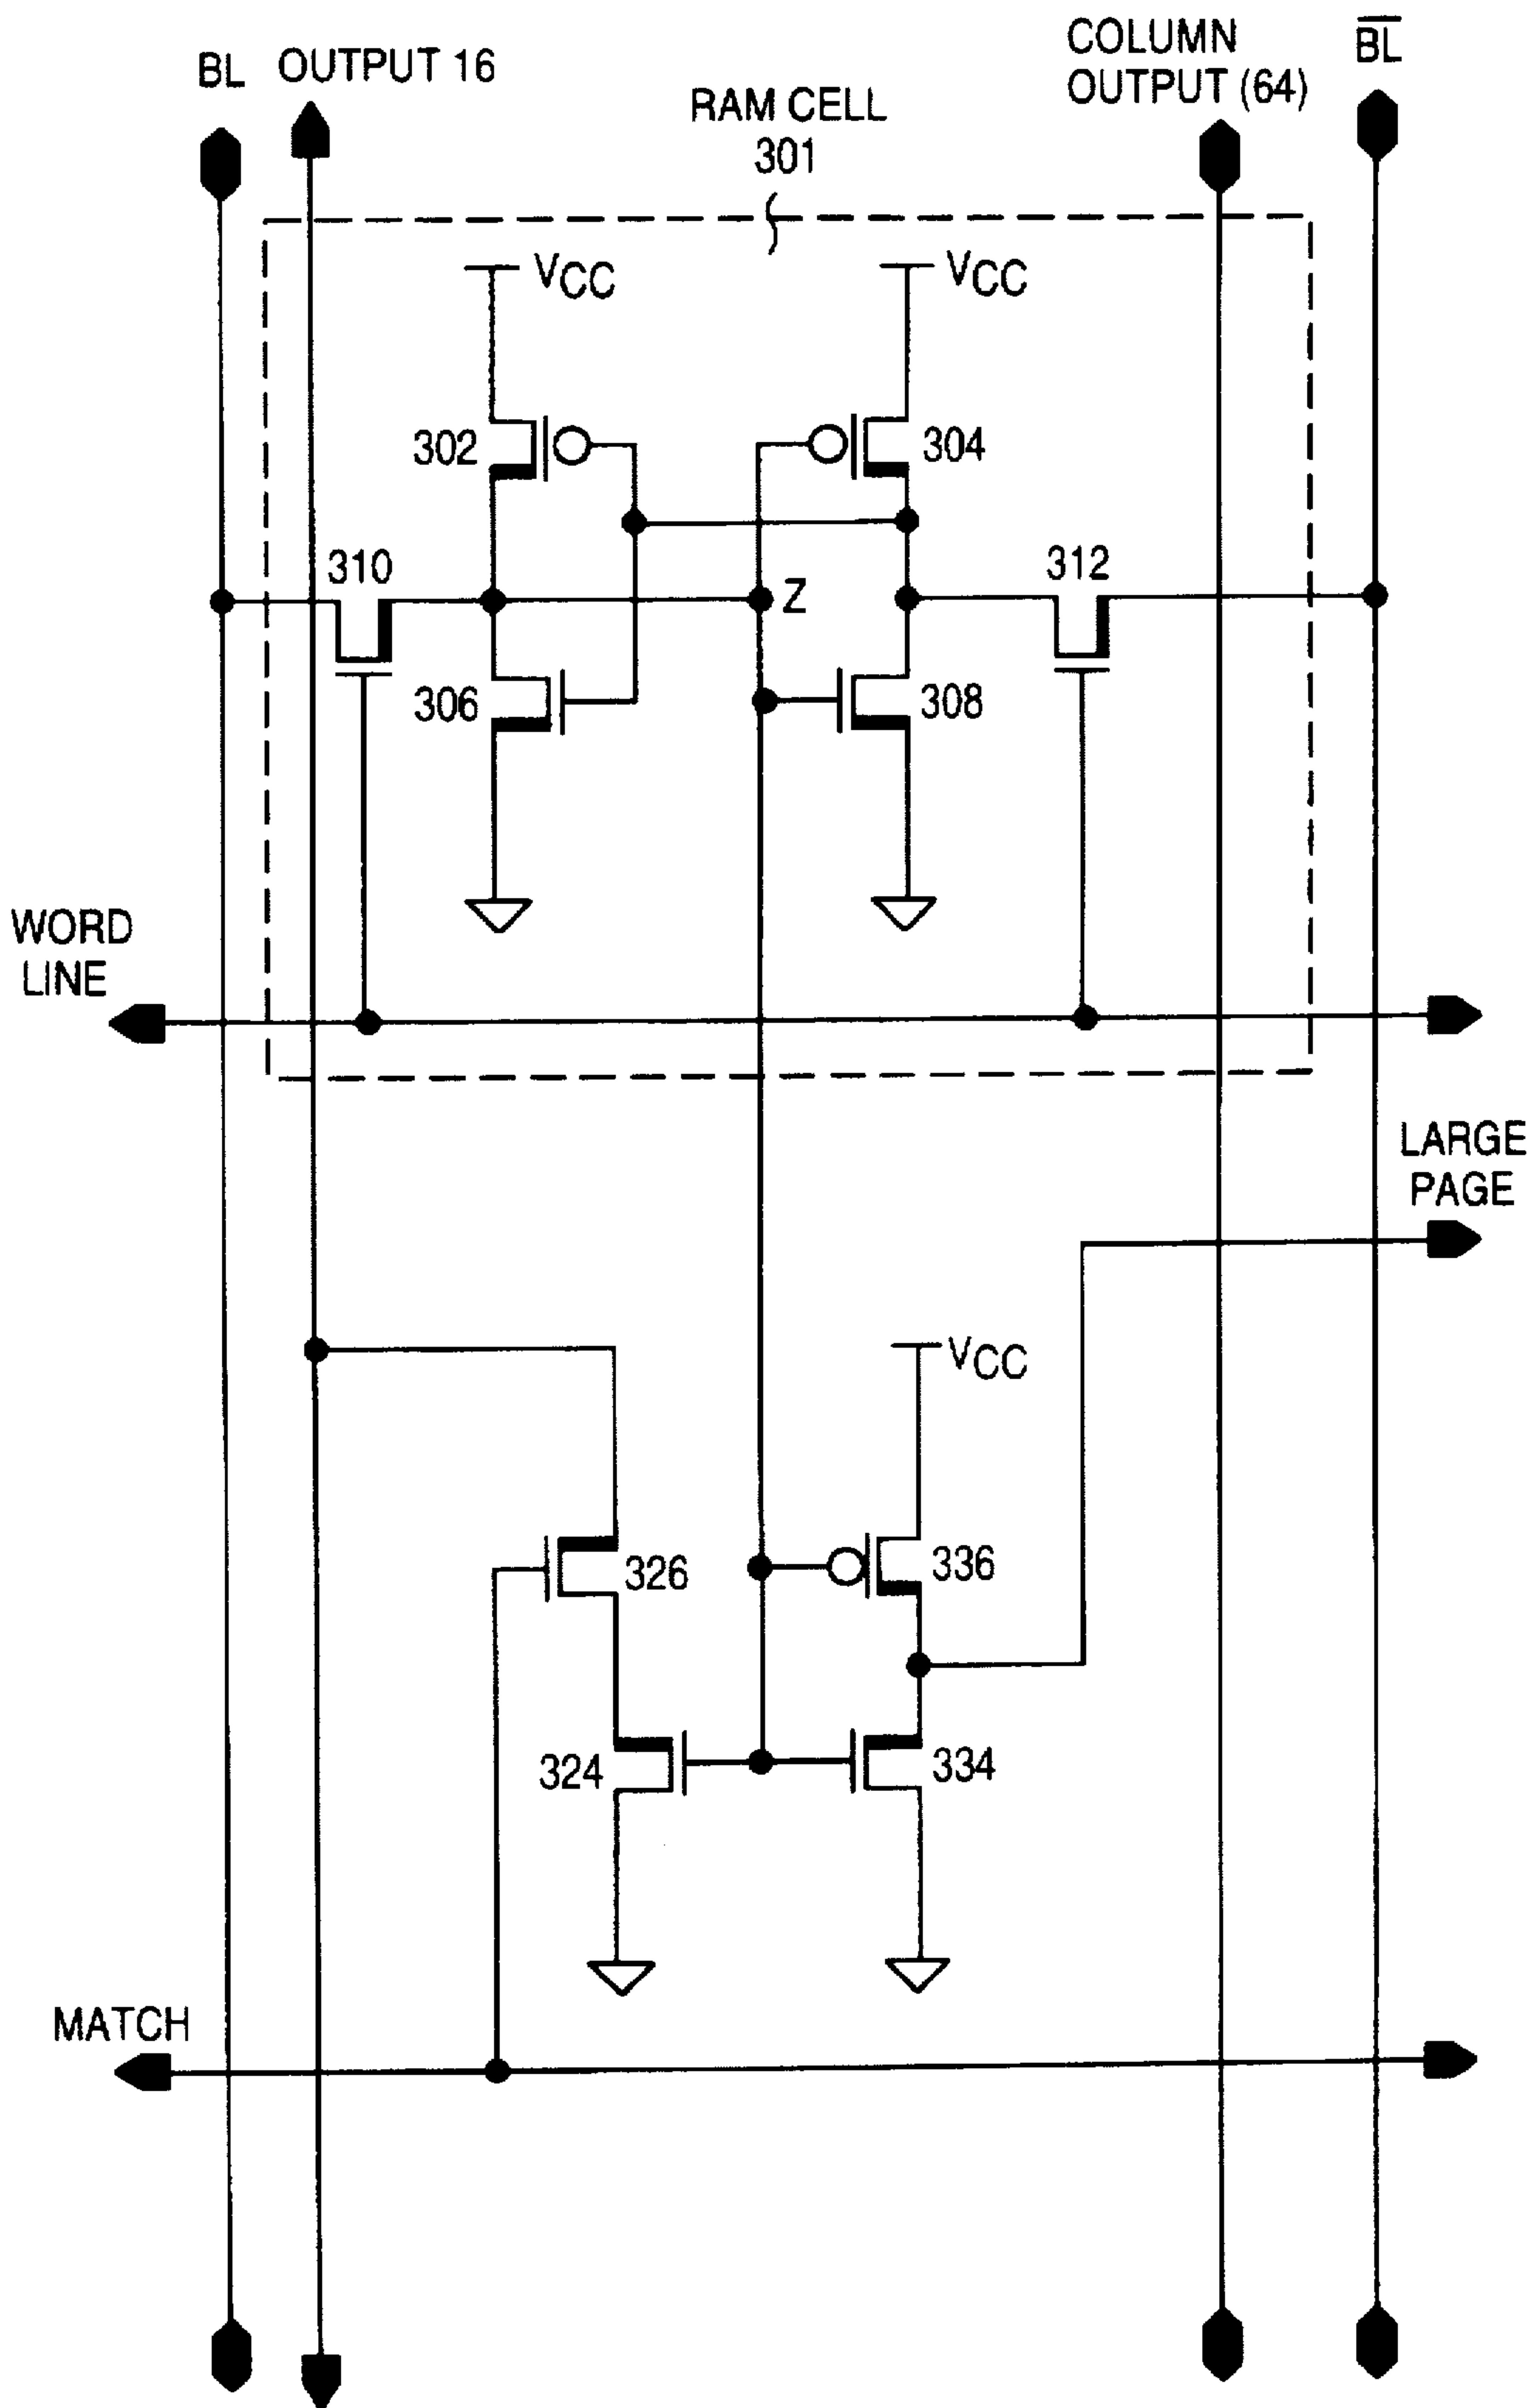 BL
OUTPUT 16
COLUMN
OUTPUT (64)
B̅L̅
RAM CELL
301
VCC
VCC
302
304
310
Z
312
306
308
WORD
LINE
LARGE
PAGE
VCC
326
336
324
334
MATCH